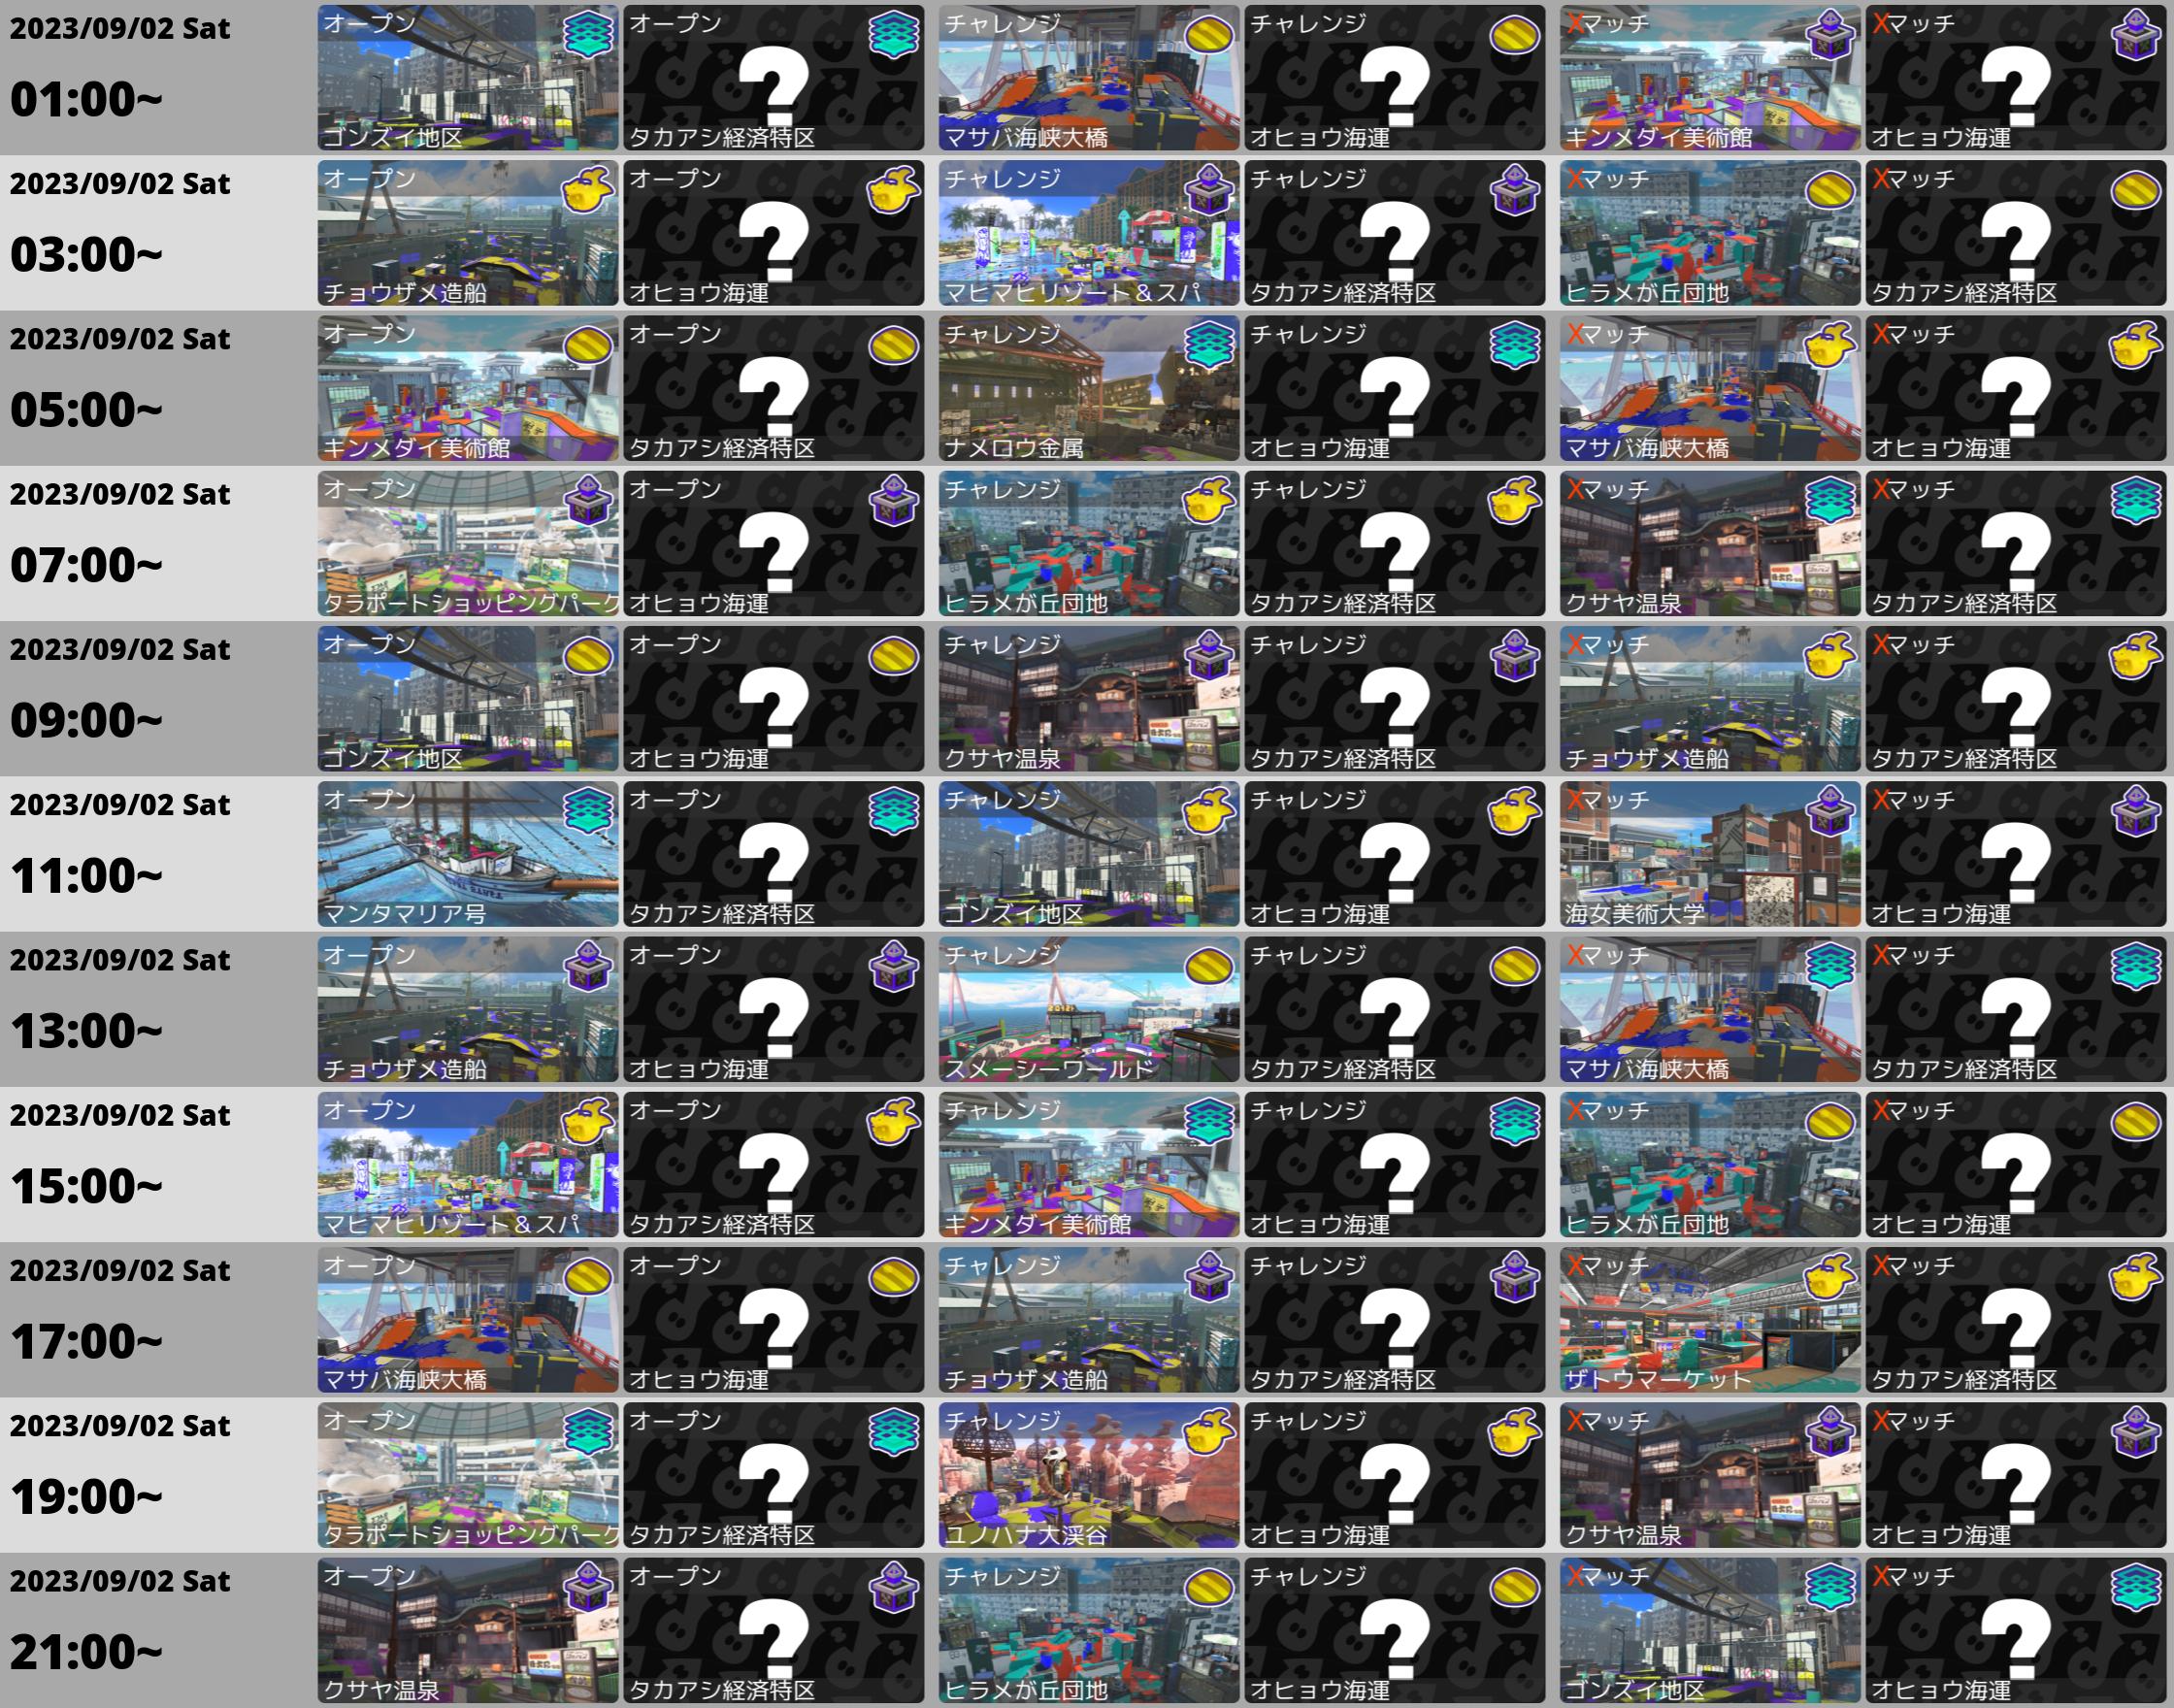 2023/09/02 Sat
01:00~
オープン
ゴンズイ地区
オープン
タカアシ経済特区
チャレンジ
マサバ海峡大橋
チャレンジ
オヒョウ海運
Xマッチ
キンメダイ美術館
Xマッチ
オヒョウ海運
2023/09/02 Sat
03:00~
オープン
チョウザメ造船
オープン
オヒョウ海運
チャレンジ
マヒマヒリゾート＆スパ
チャレンジ
タカアシ経済特区
Xマッチ
ヒラメが丘団地
Xマッチ
タカアシ経済特区
2023/09/02 Sat
05:00~
オープン
キンメダイ美術館
オープン
タカアシ経済特区
チャレンジ
ナメロウ金属
チャレンジ
オヒョウ海運
Xマッチ
マサバ海峡大橋
Xマッチ
オヒョウ海運
2023/09/02 Sat
07:00~
オープン
タラポートショッピングパーク
オープン
オヒョウ海運
チャレンジ
ヒラメが丘団地
チャレンジ
タカアシ経済特区
Xマッチ
クサヤ温泉
Xマッチ
タカアシ経済特区
2023/09/02 Sat
09:00~
オープン
ゴンズイ地区
オープン
オヒョウ海運
チャレンジ
クサヤ温泉
チャレンジ
タカアシ経済特区
Xマッチ
チョウザメ造船
Xマッチ
タカアシ経済特区
2023/09/02 Sat
11:00~
オープン
マンタマリア号
オープン
タカアシ経済特区
チャレンジ
ゴンズイ地区
チャレンジ
オヒョウ海運
Xマッチ
海女美術大学
Xマッチ
オヒョウ海運
2023/09/02 Sat
13:00~
オープン
チョウザメ造船
オープン
オヒョウ海運
チャレンジ
スメーシーワールド
チャレンジ
タカアシ経済特区
Xマッチ
マサバ海峡大橋
Xマッチ
タカアシ経済特区
2023/09/02 Sat
15:00~
オープン
マヒマヒリゾート＆スパ
オープン
タカアシ経済特区
チャレンジ
キンメダイ美術館
チャレンジ
オヒョウ海運
Xマッチ
ヒラメが丘団地
Xマッチ
オヒョウ海運
2023/09/02 Sat
17:00~
オープン
マサバ海峡大橋
オープン
オヒョウ海運
チャレンジ
チョウザメ造船
チャレンジ
タカアシ経済特区
Xマッチ
ザトウマーケット
Xマッチ
タカアシ経済特区
2023/09/02 Sat
19:00~
オープン
タラポートショッピングパーク
オープン
タカアシ経済特区
チャレンジ
ユノハナ大渓谷
チャレンジ
オヒョウ海運
Xマッチ
クサヤ温泉
Xマッチ
オヒョウ海運
2023/09/02 Sat
21:00~
オープン
クサヤ温泉
オープン
タカアシ経済特区
チャレンジ
ヒラメが丘団地
チャレンジ
オヒョウ海運
Xマッチ
ゴンズイ地区
Xマッチ
オヒョウ海運